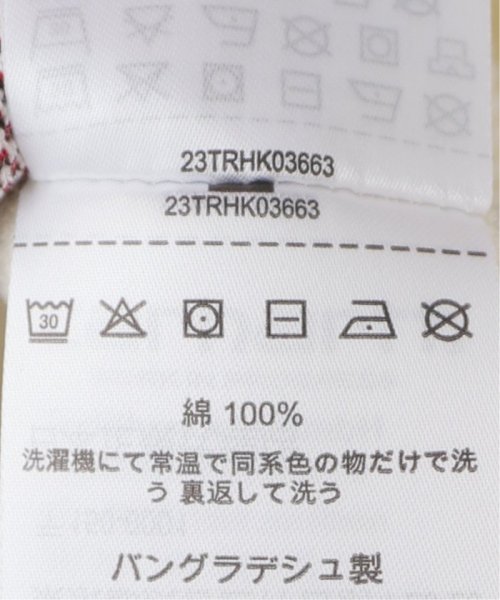 23TRHK03663
23TRHK03663
30
綿 100%
洗濯機にて常温で同系色の物だけで洗
う 裏返して洗う
バングラデシュ製